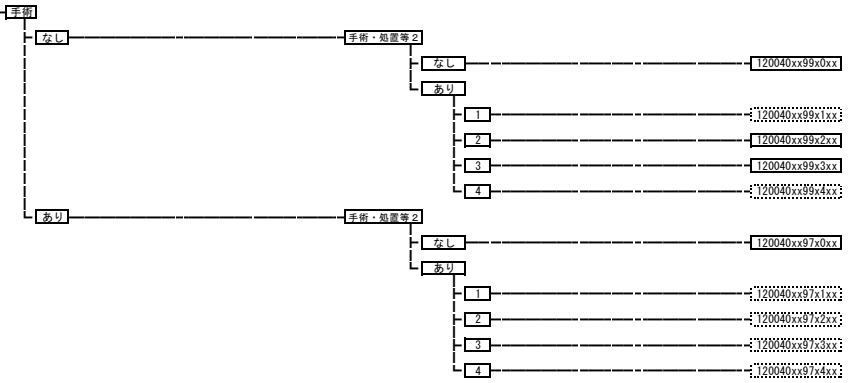 手術
なし 手術・処置等2
なし 120040xx99x0xx
あり
1 120040xx99x1xx
2 120040xx99x2xx
3 120040xx99x3xx
4 120040xx99x4xx
あり 手術・処置等2
なし 120040xx97x0xx
あり
1 120040xx97x1xx
2 120040xx97x2xx
3 120040xx97x3xx
4 120040xx97x4xx